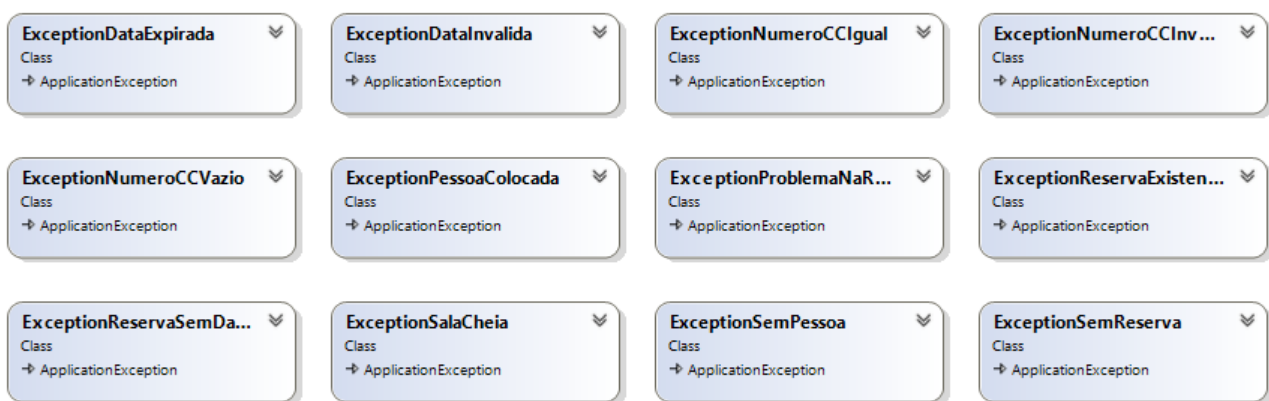 ExceptionDataExpirada
Class
ApplicationException
ExceptionDataInvalida
Class
ApplicationException
ExceptionNumeroCCIgual
Class
ApplicationException
ExceptionNumeroCCInv...
Class
ApplicationException
ExceptionNumeroCCVazio
Class
ApplicationException
ExceptionPessoaColocada
Class
ApplicationException
ExceptionProblemaNaR...
Class
ApplicationException
ExceptionReservaExisten...
Class
ApplicationException
ExceptionReservaSemDa...
Class
ApplicationException
ExceptionSalaCheia
Class
ApplicationException
ExceptionSemPessoa
Class
ApplicationException
ExceptionSemReserva
Class
ApplicationException